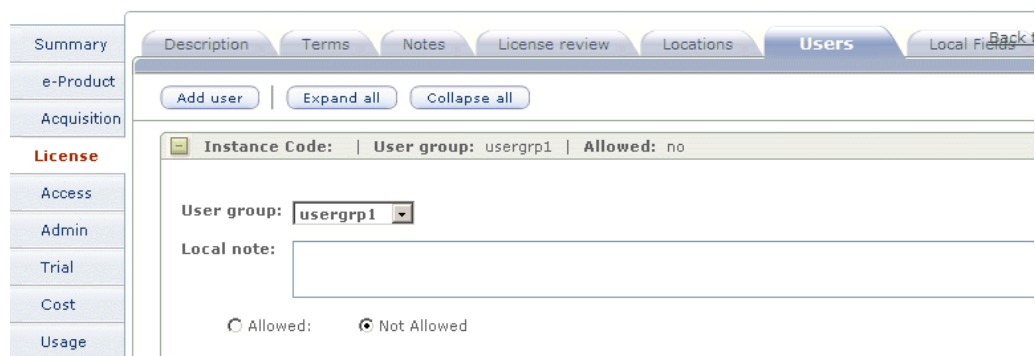 Summary
e-Product
Acquisition
License
Access
Admin
Trial
Cost
Usage
Description Terms Notes License review Locations Users Local Fields Back
Add user | Expand all Collapse all
Instance Code: | User group: usergrp1 | Allowed: no
User group: usergrp1
Local note:
Allowed: Not Allowed